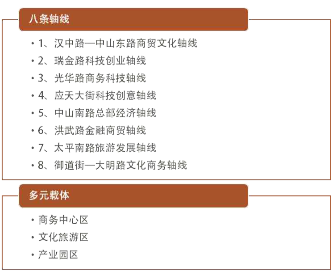 八条轴线
· 1、汉中路—中山东路商贸文化轴线
· 2、瑞金路科技创业轴线
· 3、光华路商务科技轴线
· 4、应天大街科技创意轴线
· 5、中山南路总部经济轴线
· 6、洪武路金融商贸轴线
· 7、太平南路旅游发展轴线
· 8、御道街—大明路文化商务轴线
多元载体
· 商务中心区
· 文化旅游区
· 产业园区